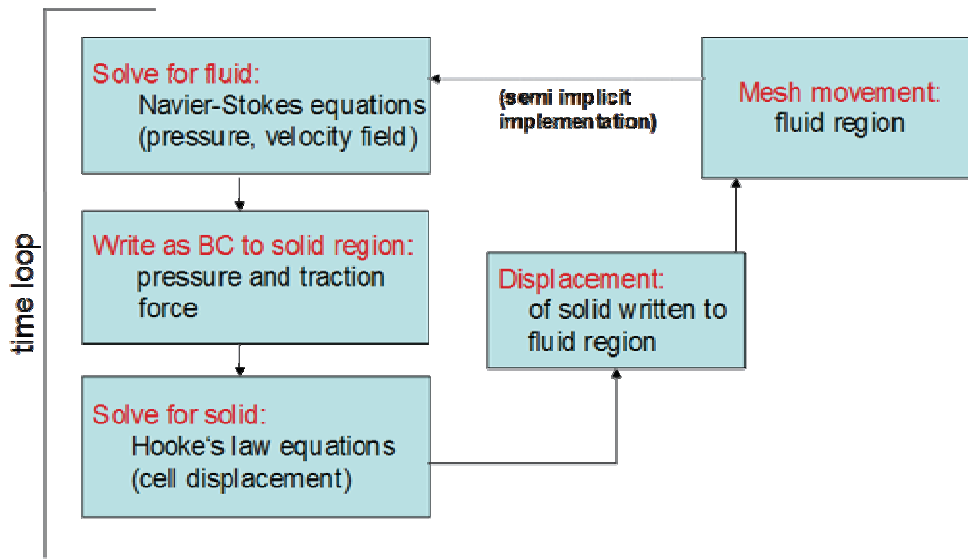 time loop
Solve for fluid:
Navier-Stokes equations
(pressure, velocity field)
Write as BC to solid region:
pressure and traction
force
Solve for solid:
Hooke's law equations
(cell displacement)
Displacement:
of solid written to
fluid region
Mesh movement:
fluid region
(semi implicit
implementation)